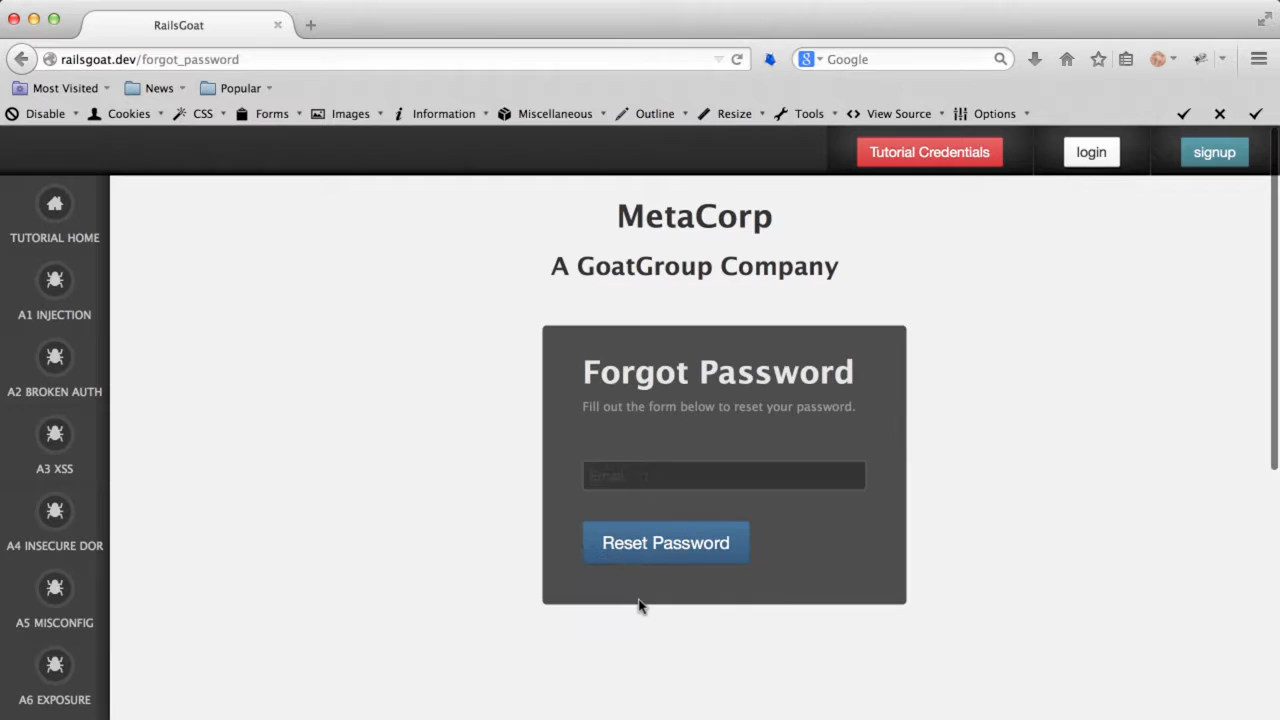 RailsGoat
railsgoat.dev/forgot_password
Google
Most Visited News Popular
Disable Cookies CSS Forms Images Information Miscellaneous Outline Resize Tools View Source Options
Tutorial Credentials login signup
TUTORIAL HOME
A1 INJECTION
A2 BROKEN AUTH
A3 XSS
A4 INSECURE DOR
A5 MISCONFIG
A6 EXPOSURE
MetaCorp
A GoatGroup Company
Forgot Password
Fill out the form below to reset your password.
Email
Reset Password